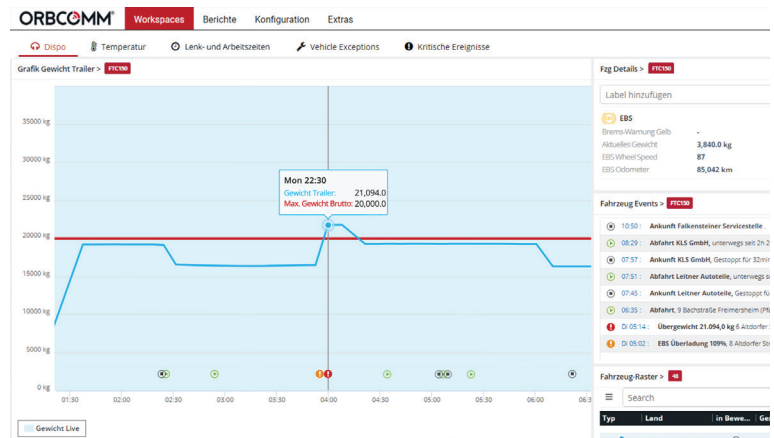 ORBCOMM
Workspaces Berichte Konfiguration Extras
Dispo Temperatur Lenk- und Arbeitszeiten Vehicle Exceptions Kritische Ereignisse
Grafik Gewicht Trailer > FTC150
35000 kg
30000 kg
25000 kg
20000 kg
15000 kg
10000 kg
5000 kg
0 kg
Mon 22:30
Gewicht Trailer: 21,094.0
Max. Gewicht Brutto: 20,000.0
01:30 02:00 02:30 03:00 03:30 04:00 04:30 05:00 05:30 06:00 06:3
Gewicht Live
Fzg Details > FTC150
Label hinzufügen
EBS
Brems-Warnung Gelb -
Aktuelles Gewicht 3,840.0 kg
EBS Wheel Speed 87
EBS Odometer 85,042 km
Fahrzeug Events > FTC150
10:50 : Ankunft Falkensteiner Servicestelle .
08:29 : Abfahrt KLS GmbH, unterwegs seit 2h 2
07:57 : Ankunft KLS GmbH, Gestoppt für 32min
07:51 : Abfahrt Leitner Autoteile, unterwegs s
07:45 : Ankunft Leitner Autoteile, Gestoppt fü
06:35 : Abfahrt, 9 Bachstraße Freimersheim (Pfa
Di 05:14 : Übergewicht 21.094,0 kg 6 Altdorfer
Di 05:02 : EBS Überladung 109%, 8 Altdorfer Str
Fahrzeug-Raster > 48
Search
Typ Land in Bewe... Ge